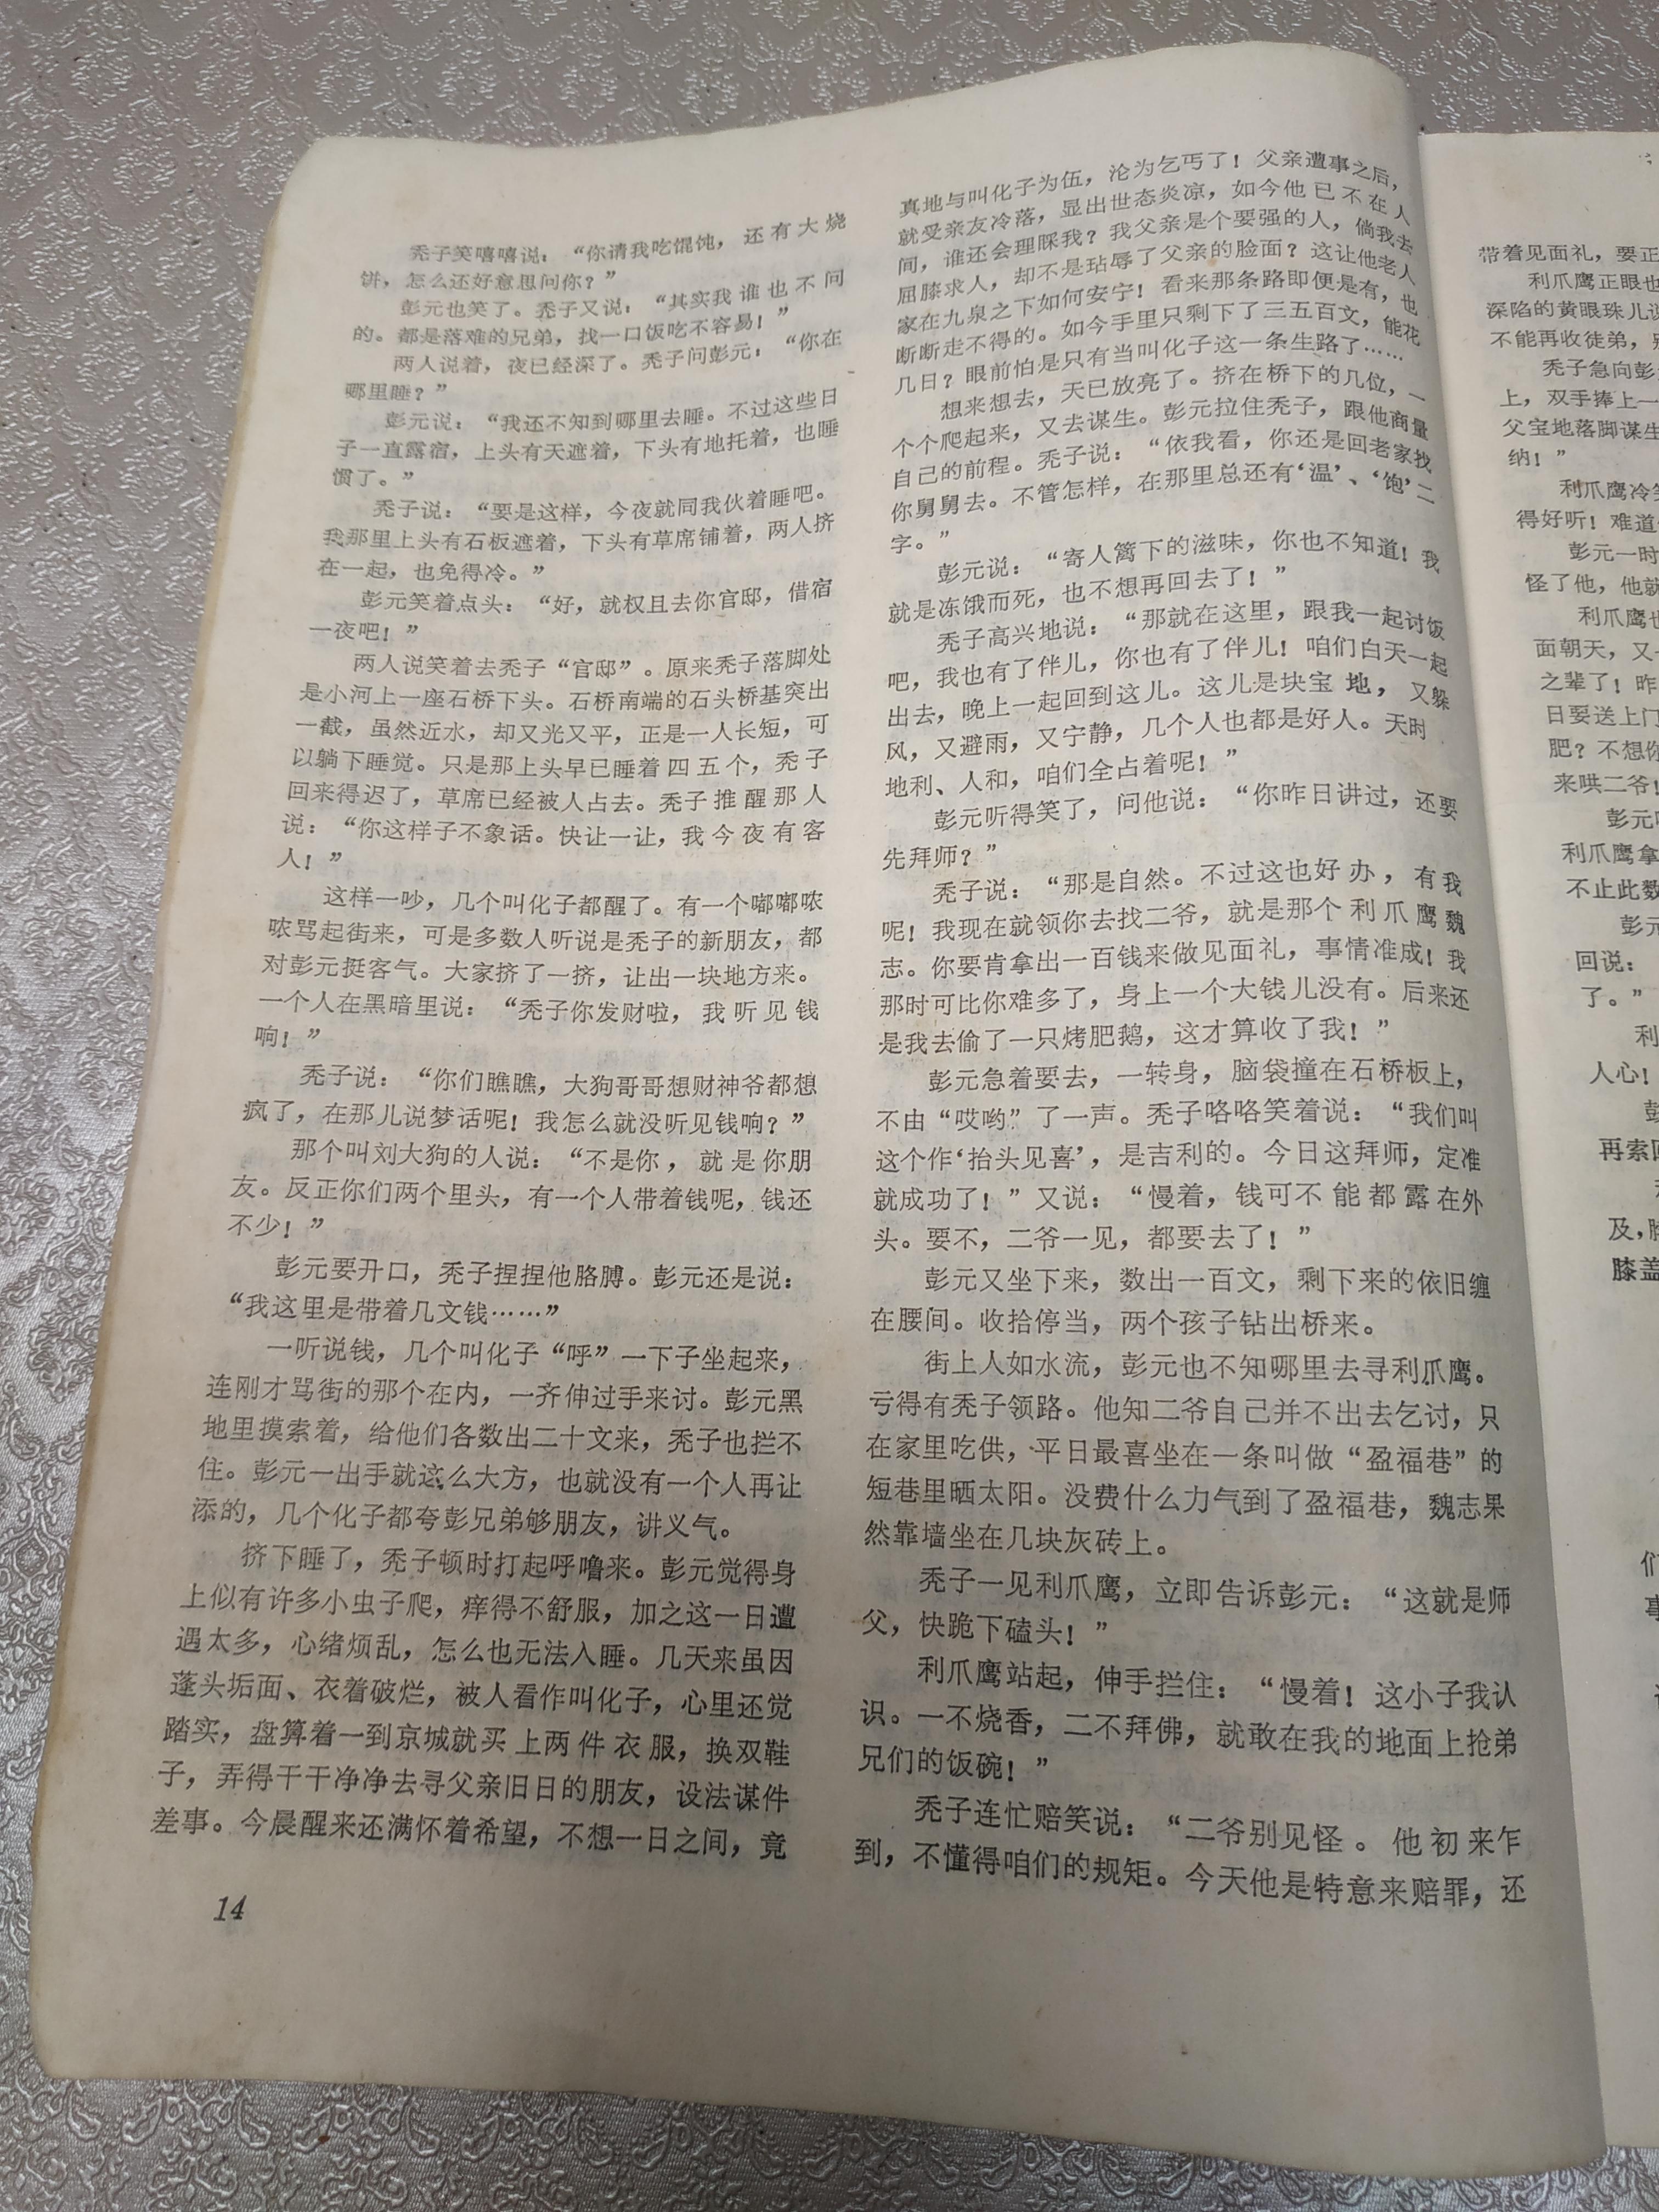 秃子笑嘻嘻说：“你请我吃馄饨，还有大烧
饼，怎么还好意思问你？”
彭元也笑了。秃子又说：“其实我谁也不问
的。都是落难的兄弟，找一口饭吃不容易！”
两人说着，夜已经深了。秃子问彭元：“你在
哪里睡？”
彭元说：“我还不知到哪里去睡。不过这些日
子一直露宿，上头有天遮着，下头有地托着，也睡
惯了。”
秃子说：“要是这样，今夜就同我伙着睡吧。
我那里上头有石板遮着，下头有草席铺着，两人挤
在一起，也免得冷。”
彭元笑着点头：“好，就权且去你官邸，借宿
一夜吧！”
两人说笑着去秃子“官邸”。原来秃子落脚处
是小河上一座石桥下头。石桥南端的石头桥基突出
一截，虽然近水，却又光又平，正是一人长短，可
以躺下睡觉。只是那上头早已睡着四五个，秃子
回来得迟了，草席已经被人占去。秃子推醒那人
说：“你这样子不象话。快让一让，我今夜有客
人！”
这样一吵，几个叫化子都醒了。有一个嘟嘟哝
哝骂起街来，可是多数人听说是秃子的新朋友，都
对彭元挺客气。大家挤了一挤，让出一块地方来。
一个人在黑暗里说：“秃子你发财啦，我听见钱
响！”
秃子说：“你们瞧瞧，大狗哥哥想财神爷都想
疯了，在那儿说梦话呢！我怎么就没听见钱响？”
那个叫刘大狗的人说：“不是你，就是你朋
友。反正你们两个里头，有一个人带着钱呢，钱还
不少！”
彭元要开口，秃子捏捏他胳膊。彭元还是说：
“我这里是带着几文钱……”
一听说钱，几个叫化子“呼”一下子坐起来，
连刚才骂街的那个在内，一齐伸过手来讨。彭元黑
地里摸索着，给他们各数出二十文来，秃子也拦不
住。彭元一出手就这么大方，也就没有一个人再让
添的，几个化子都夸彭兄弟够朋友，讲义气。
挤下睡了，秃子顿时打起呼噜来。彭元觉得身
上似有许多小虫子爬，痒得不舒服，加之这一日遭
遇太多，心绪烦乱，怎么也无法入睡。几天来虽因
蓬头垢面、衣着破烂，被人看作叫化子，心里还觉
踏实，盘算着一到京城就买上两件衣服，换双鞋
子，弄得干干净净去寻父亲旧日的朋友，设法谋件
差事。今晨醒来还满怀着希望，不想一日之间，竟
14
真地与叫化子为伍，沦为乞丐了！父亲遭事之后，
就受亲友冷落，显出世态炎凉，如今他已不在人
间，谁还会理睬我？我父亲是个要强的人，倘我去
屈膝求人，却不是玷辱了父亲的脸面？这让他老人
家在九泉之下如何安宁！看来那条路即便是有，也
断断走不得的。如今手里只剩下了三五百文，能花
几日？眼前怕是只有当叫化子这一条生路了……
想来想去，天已放亮了。挤在桥下的几位，一
个个爬起来，又去谋生。彭元拉住秃子，跟他商量
自己的前程。秃子说：“依我看，你还是回老家找
你舅舅去。不管怎样，在那里总还有‘温’、‘饱’二
字。”
彭元说：“寄人篱下的滋味，你也不知道！我
就是冻饿而死，也不想再回去了！”
秃子高兴地说：“那就在这里，跟我一起讨饭
吧，我也有了伴儿，你也有了伴儿！咱们白天一起
出去，晚上一起回到这儿。这儿是块宝地，又躲
风，又避雨，又宁静，几个人也都是好人。天时
地利、人和，咱们全占着呢！”
彭元听得笑了，问他说：“你昨日讲过，还要
先拜师？”
秃子说：“那是自然。不过这也好办，有我
呢！我现在就领你去找二爷，就是那个利爪鹰魏
志。你要肯拿出一百钱来做见面礼，事情准成！我
那时可比你难多了，身上一个大钱儿没有。后来还
是我去偷了一只烤肥鹅，这才算收了我！”
彭元急着要去，一转身，脑袋撞在石桥板上，
不由“哎哟”了一声。秃子咯咯笑着说：“我们叫
这个作‘抬头见喜’，是吉利的。今日这拜师，定准
就成功了！”又说：“慢着，钱可不能都露在外
头。要不，二爷一见，都要去了！”
彭元又坐下来，数出一百文，剩下来的依旧缠
在腰间。收拾停当，两个孩子钻出桥来。
街上人如水流，彭元也不知哪里去寻利爪鹰。
亏得有秃子领路。他知二爷自己并不出去乞讨，只
在家里吃供，平日最喜坐在一条叫做“盈福巷”的
短巷里晒太阳。没费什么力气到了盈福巷，魏志果
然靠墙坐在几块灰砖上。
秃子一见利爪鹰，立即告诉彭元：“这就是师
父，快跪下磕头！”
利爪鹰站起，伸手拦住：“慢着！这小子我认
识。一不烧香，二不拜佛，就敢在我的地面上抢弟
兄们的饭碗！”
秃子连忙赔笑说：“二爷别见怪。他初来乍
到，不懂得咱们的规矩。今天他是特意来赔罪，还
带着见面礼，要正
利爪鹰正眼也
深陷的黄眼珠儿
不能再收徒弟，
秃子急向彭
上，双手捧上一
父宝地落脚谋生
纳！”
利爪鹰冷
得好听！难道
彭元一时
怪了他，他就
利爪鹰也
面朝天，又
之辈了！昨
日要送上门
肥？不想你
来哄二爷！
彭元
利爪鹰拿
不止此数
彭元
回说：
了。”
利
人心！
再索
及，
膝盖
们
事